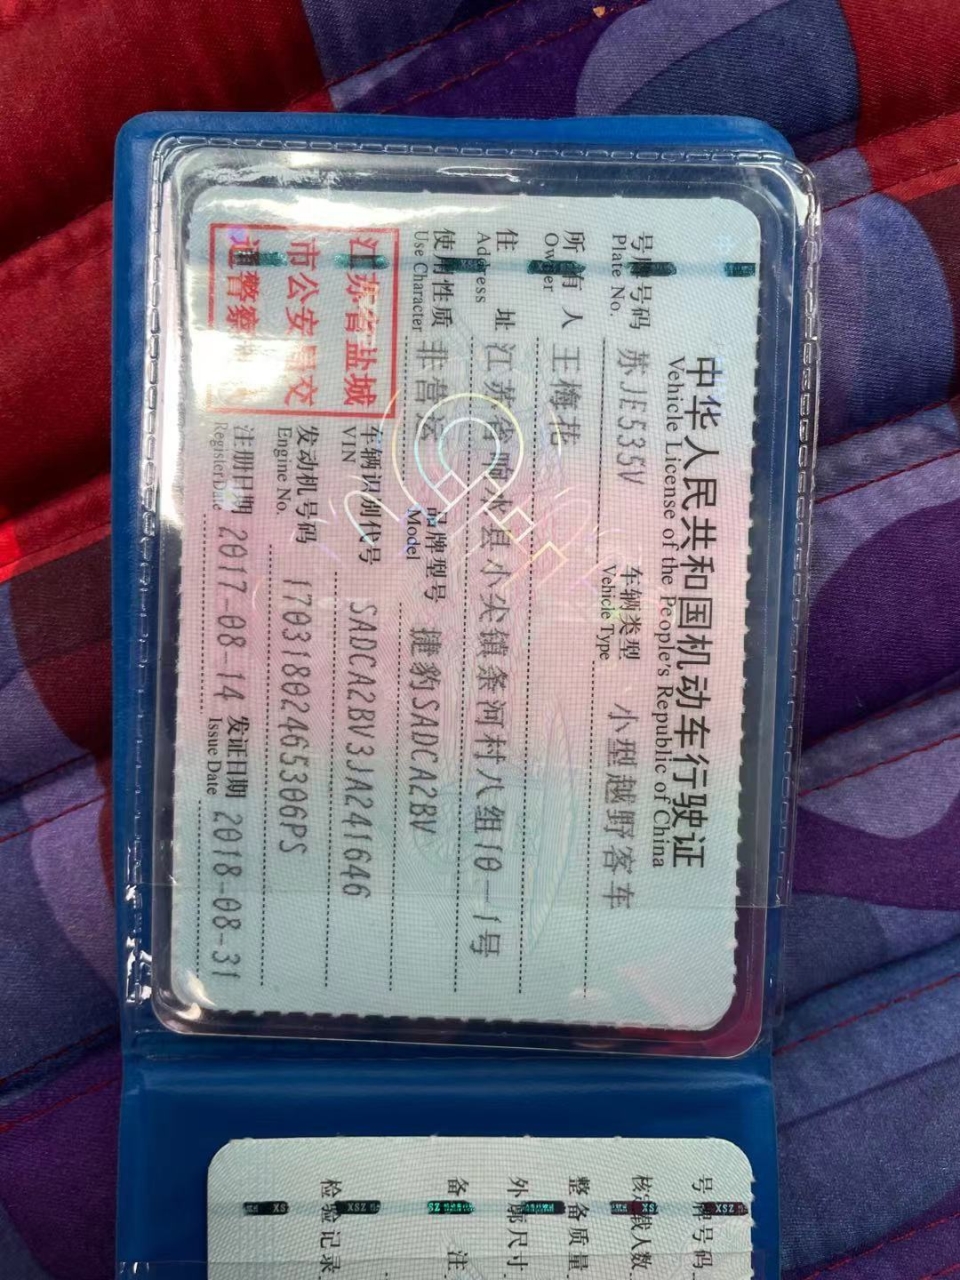 中华人民共和国机动车行驶证
Vehicle License of the People's Republic of China
号牌号码 苏JE535V 车辆类型 小型越野客车
Plate No. Vehicle Type
所有人 王梅花
Owner
住址 江苏省响水县小尖镇条河村八组10-1号
Address
使用性质 非营运 品牌型号 捷豹SADCA2BV
Use Character Model
江苏省盐城
市公安局交
通警察
车辆识别代号 SADCA2BV3JA241646
VIN
发动机号码 170318024653O6PS
Engine No.
注册日期 2017-08-14 发证日期 2018-08-31
Register Date Issue Date
号牌号码
核定载人数
整备质量
外廓尺寸
备注
检验记录